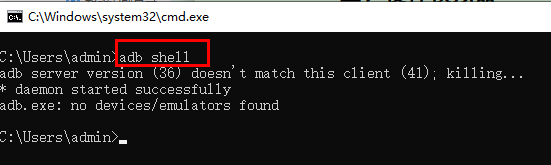 C:\Windows\system32\cmd.exe
C:\Users\admin>adb shell
adb server version (36) doesn't match this client (41); killing...
* daemon started successfully
adb.exe: no devices/emulators found
C:\Users\admin>